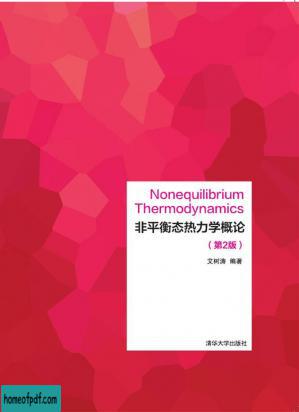 Nonequilibrium
Thermodynamics
非平衡态热力学概论
（第2版）
艾树涛 编著
清华大学出版社
homeofpdf.com